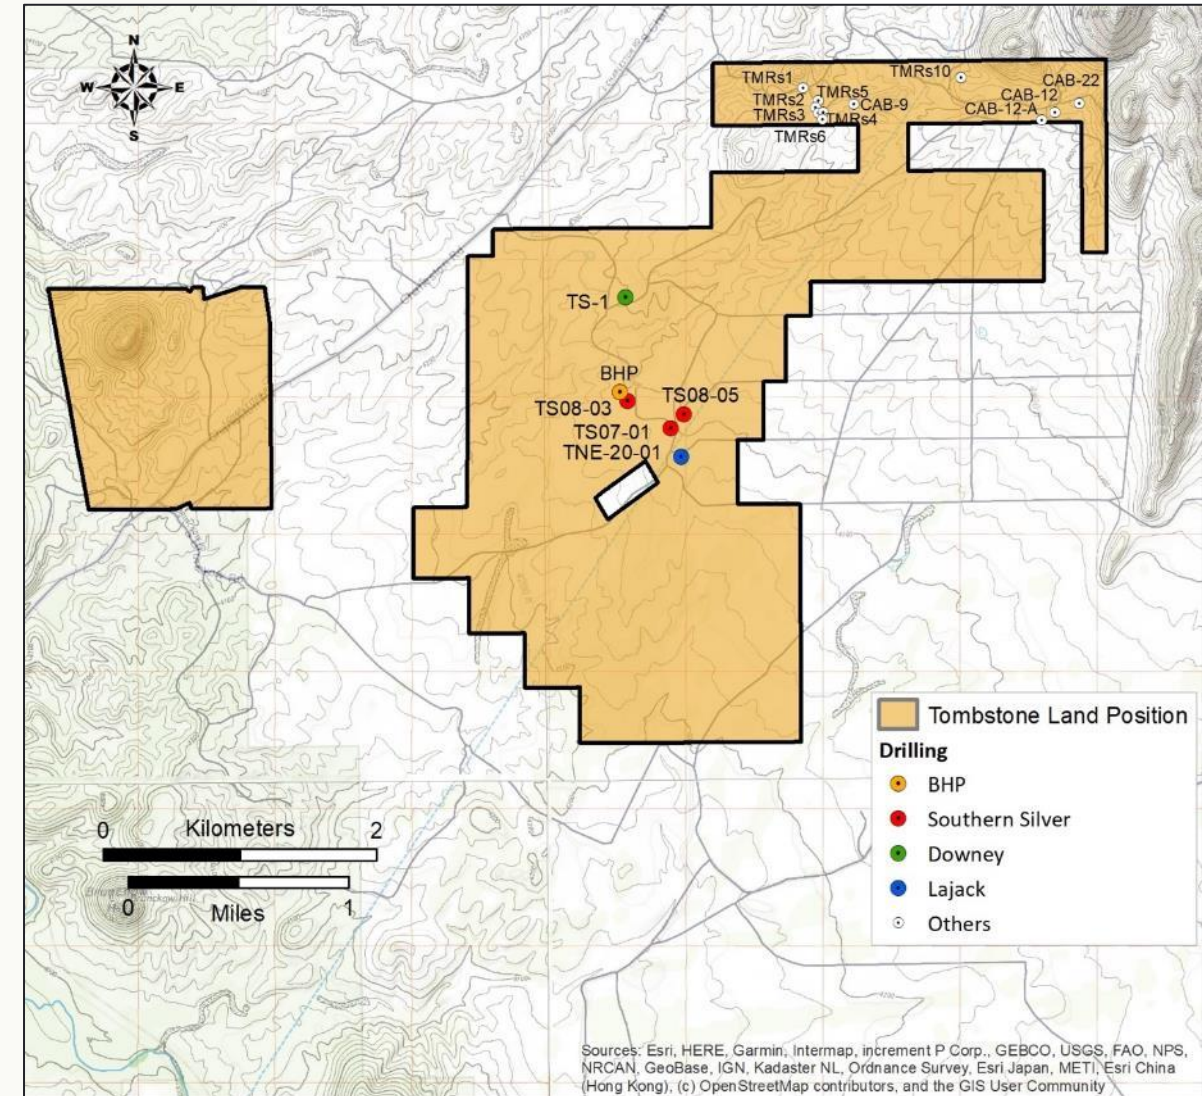 N
W E
S
TMRs1
TMRs10
CAB-22
TMRs2
TMRs5
CAB-12
TMRs3
CAB-9
CAB-12-A
TMRs4
TMRs6
TS-1
BHP
TS08-03
TS08-05
TS07-01
TNE-20-01
Tombstone Land Position
Drilling
BHP
Southern Silver
Downey
Lajack
Others
0 Kilometers 2
0 Miles 1
Sources: Esri, HERE, Garmin, Intermap, increment P Corp., GEBCO, USGS, FAO, NPS,
NRCAN, GeoBase, IGN, Kadaster NL, Ordnance Survey, Esri Japan, METI, Esri China
(Hong Kong), (c) OpenStreetMap contributors, and the GIS User Community